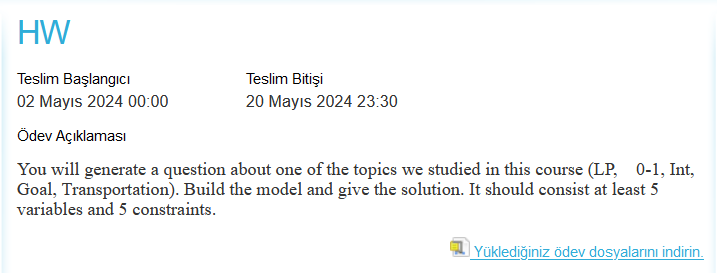 HW
Teslim Başlangıcı Teslim Bitişi
02 Mayıs 2024 00:00 20 Mayıs 2024 23:30
Ödev Açıklaması
You will generate a question about one of the topics we studied in this course (LP, 0-1, Int,
Goal, Transportation). Build the model and give the solution. It should consist at least 5
variables and 5 constraints.
Yüklediğiniz ödev dosyalarını indirin.